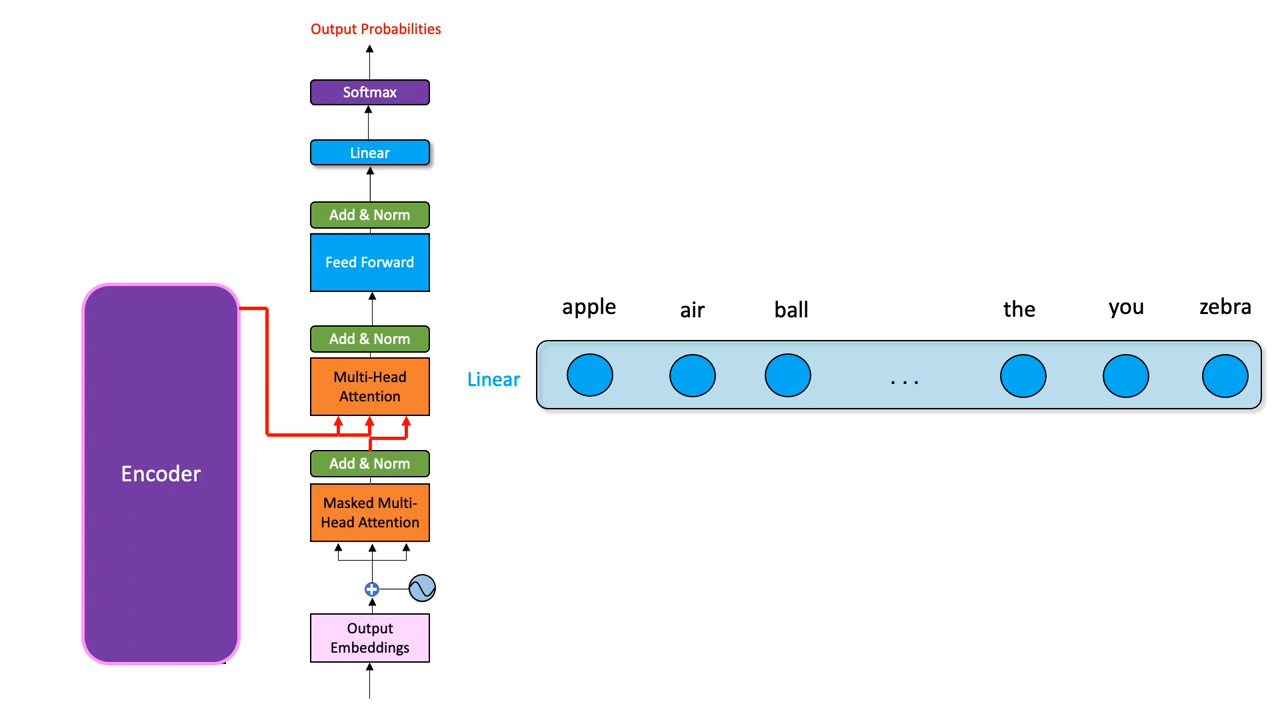 Output Probabilities
Softmax
Linear
Add & Norm
Feed Forward
Add & Norm
Multi-Head
Attention
Add & Norm
Masked Multi-
Head Attention
Output
Embeddings
Encoder
apple air ball the you zebra
Linear
. . .